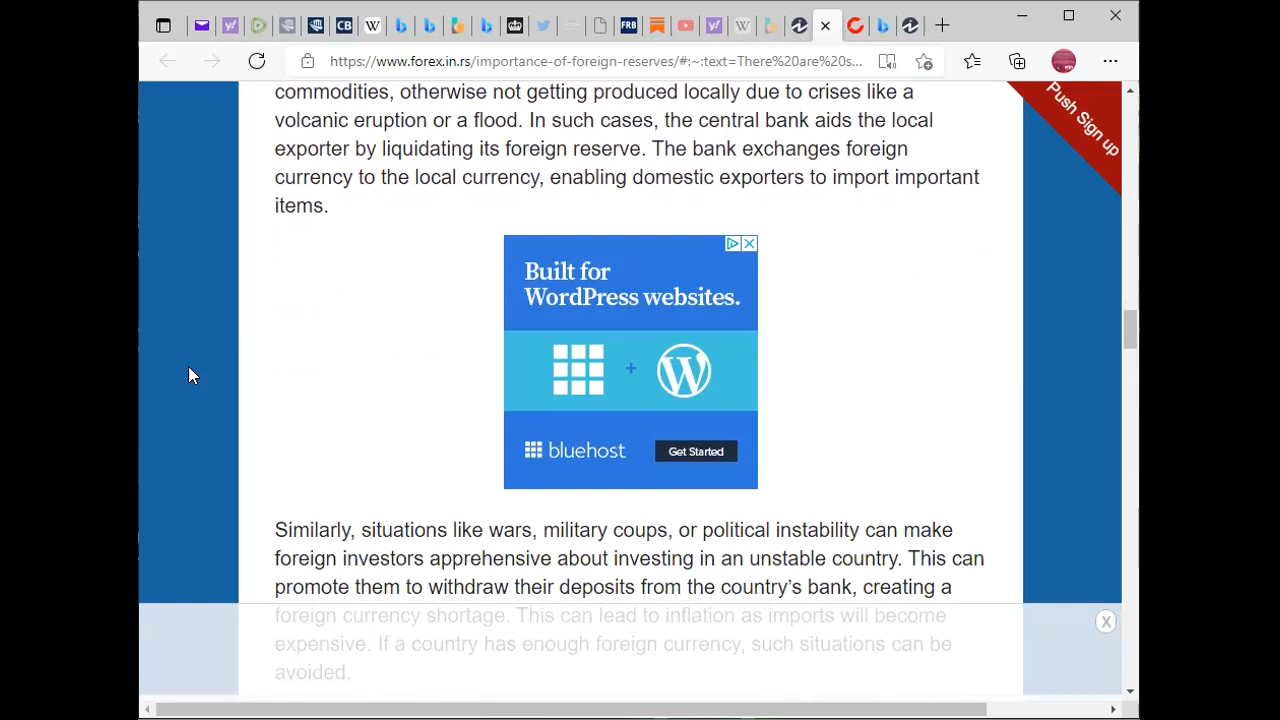 CB
W
FRB
W
https://www.forex.in.rs/importance-of-foreign-reserves/#:~:text=There%20are%20s...
Push Sign up
commodities, otherwise not getting produced locally due to crises like a
volcanic eruption or a flood. In such cases, the central bank aids the local
exporter by liquidating its foreign reserve. The bank exchanges foreign
currency to the local currency, enabling domestic exporters to import important
items.
Built for
WordPress websites.
+
W
bluehost
Get Started
Similarly, situations like wars, military coups, or political instability can make
foreign investors apprehensive about investing in an unstable country. This can
promote them to withdraw their deposits from the country’s bank, creating a
foreign currency shortage. This can lead to inflation as imports will become
expensive. If a country has enough foreign currency, such situations can be
avoided.
X